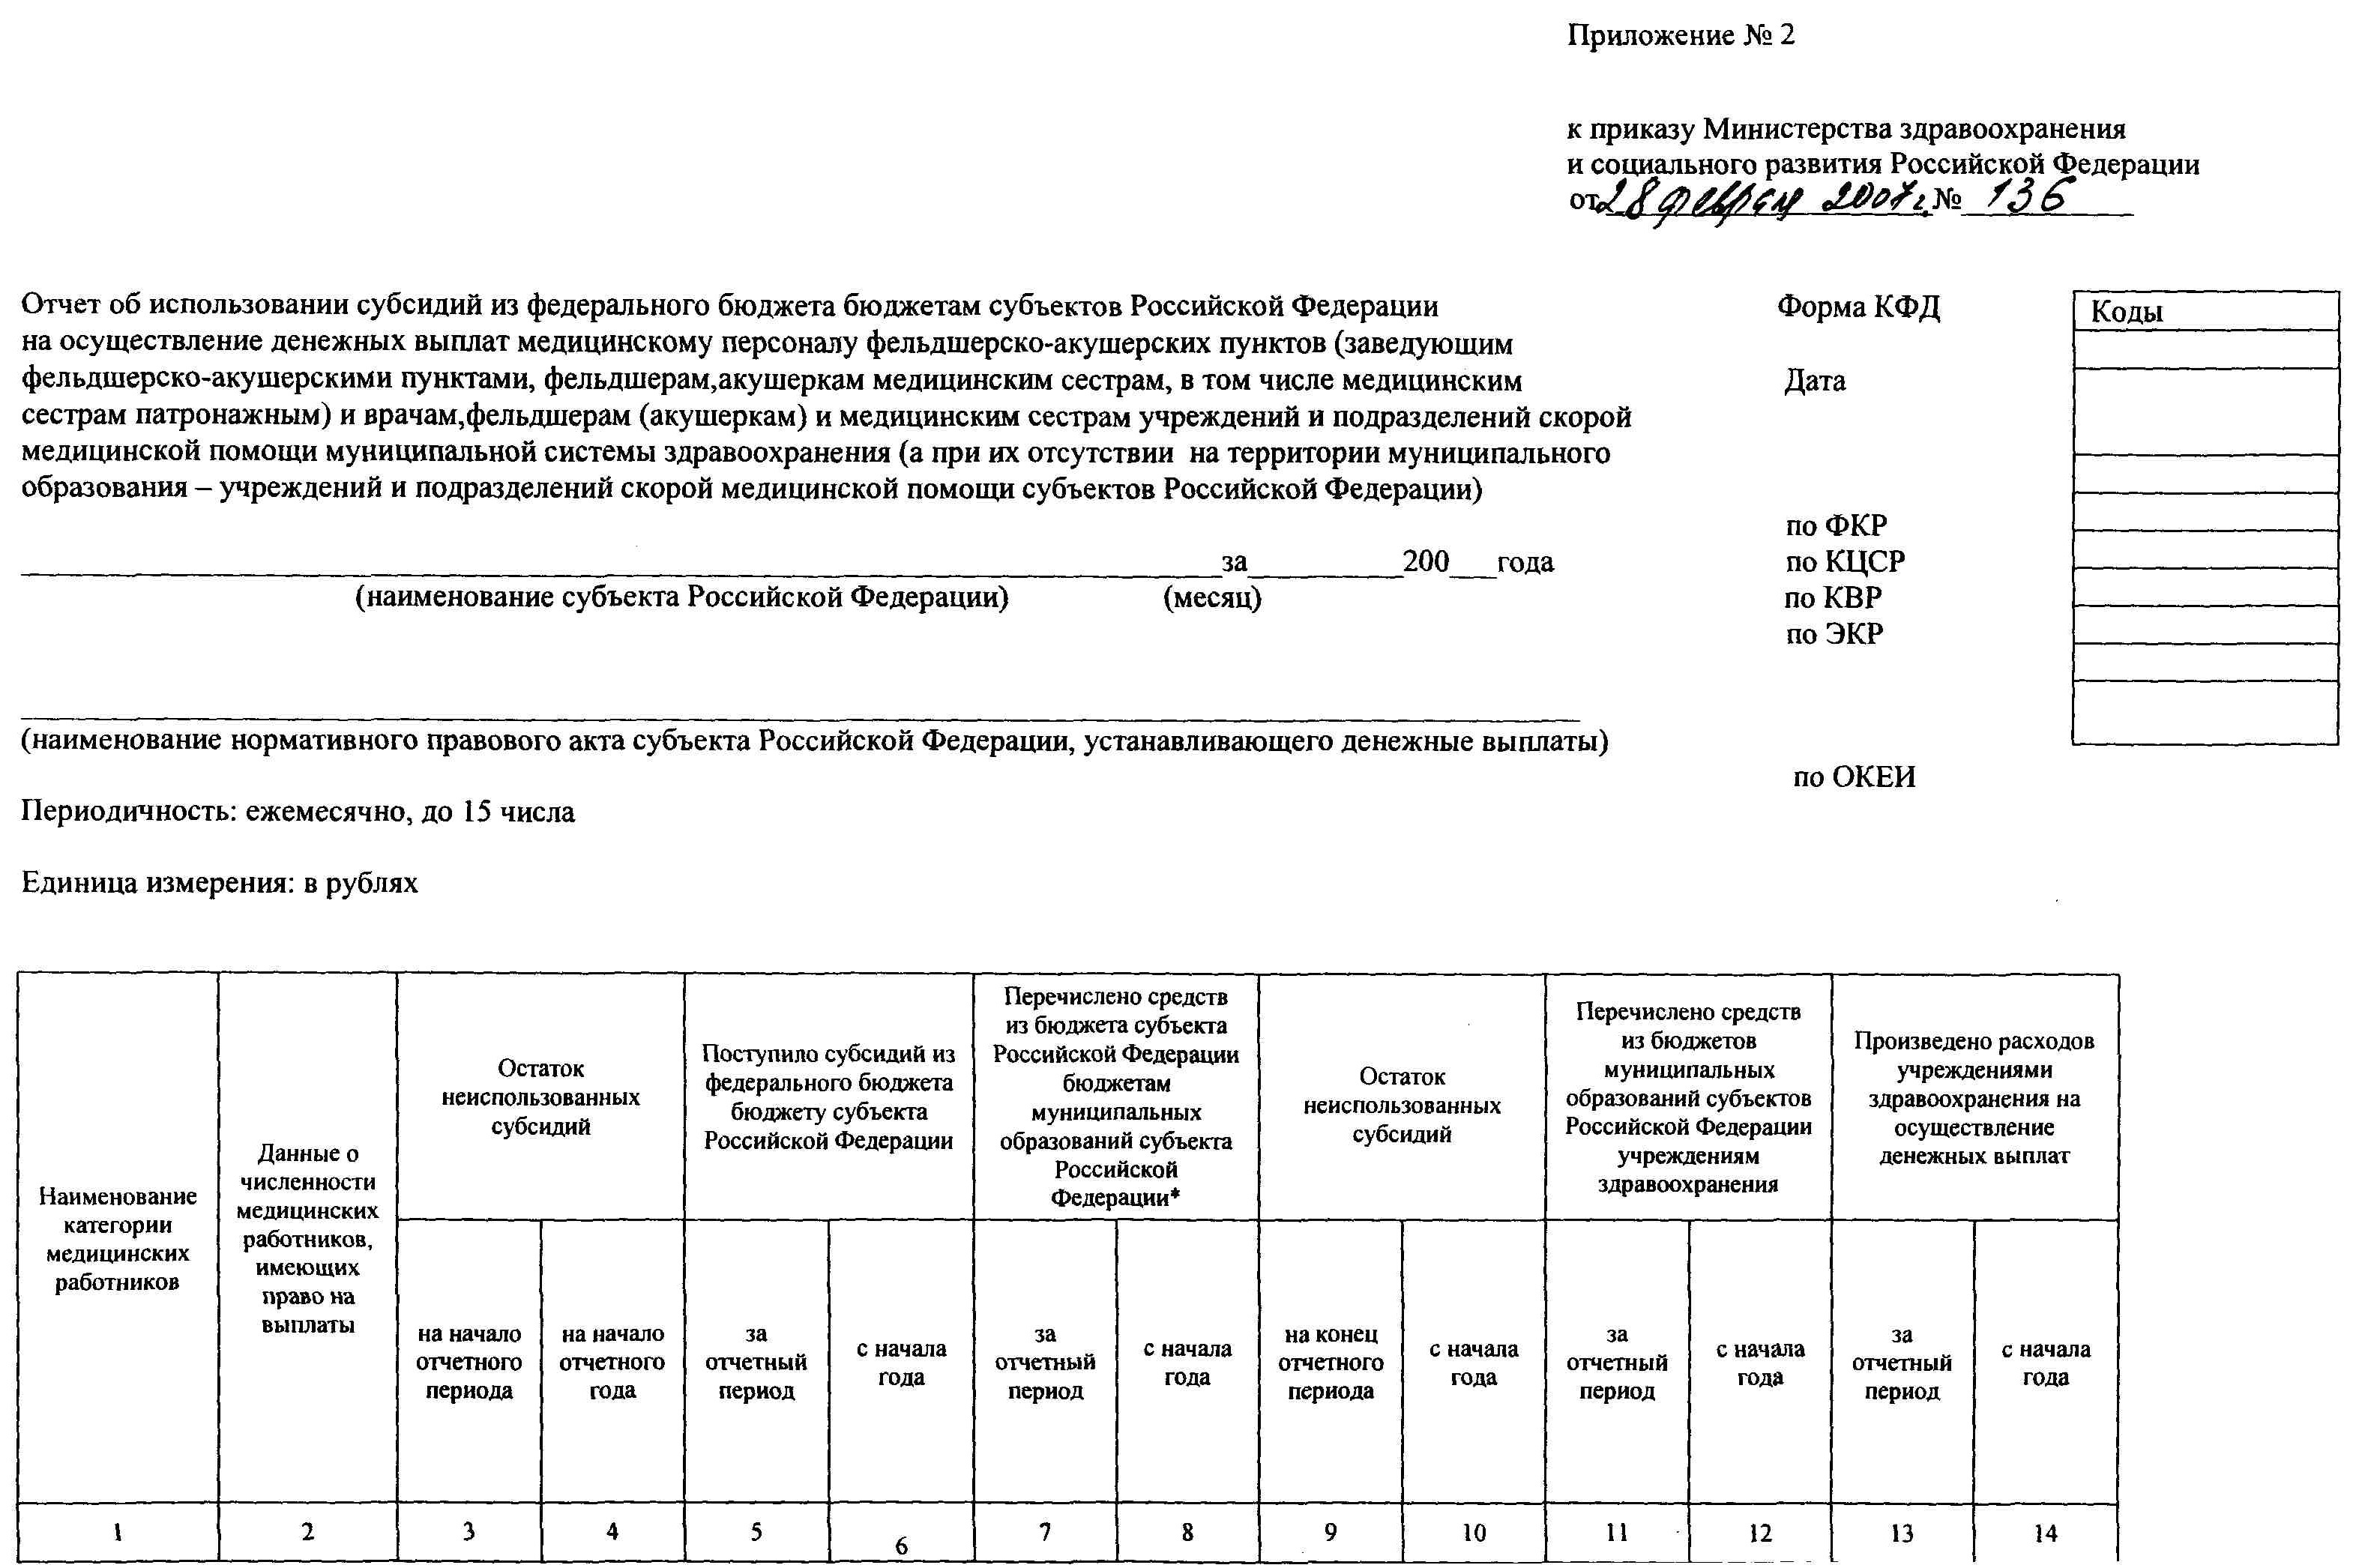 Приложение № 2
к приказу Министерства здравоохранения
и социального развития Российской Федерации
от 28 февраля 2007 г. № 136
Отчет об использовании субсидий из федерального бюджета бюджетам субъектов Российской Федерации
на осуществление денежных выплат медицинскому персоналу фельдшерско-акушерских пунктов (заведующим
фельдшерско-акушерскими пунктами, фельдшерам,акушеркам медицинским сестрам, в том числе медицинским
сестрам патронажным) и врачам,фельдшерам (акушеркам) и медицинским сестрам учреждений и подразделений скорой
медицинской помощи муниципальной системы здравоохранения (а при их отсутствии на территории муниципального
образования – учреждений и подразделений скорой медицинской помощи субъектов Российской Федерации)
Форма КФД
Коды
Дата
по ФКР
по КЦСР
по КВР
по ЭКР
за 200 года
(наименование субъекта Российской Федерации) (месяц)
(наименование нормативного правового акта субъекта Российской Федерации, устанавливающего денежные выплаты)
по ОКЕИ
Периодичность: ежемесячно, до 15 числа
Единица измерения: в рублях
Наименование
категории
медицинских
работников
Данные о
численности
медицинских
работников,
имеющих
право на
выплаты
Остаток
неиспользованных
субсидий
Поступило субсидий из
федерального бюджета
бюджету субъекта
Российской Федерации
Перечислено средств
из бюджета субъекта
Российской Федерации
бюджетам
муниципальных
образований субъекта
Российской
Федерации*
Остаток
неиспользованных
субсидий
Перечислено средств
из бюджетов
муниципальных
образований субъектов
Российской Федерации
учреждениям
здравоохранения
Произведено расходов
учреждениями
здравоохранения на
осуществление
денежных выплат
на начало
отчетного
периода
на начало
отчетного
года
за
отчетный
период
с начала
года
за
отчетный
период
с начала
года
на конец
отчетного
периода
с начала
года
за
отчетный
период
с начала
года
за
отчетный
период
с начала
года
1 2 3 4 5 6 7 8 9 10 11 12 13 14